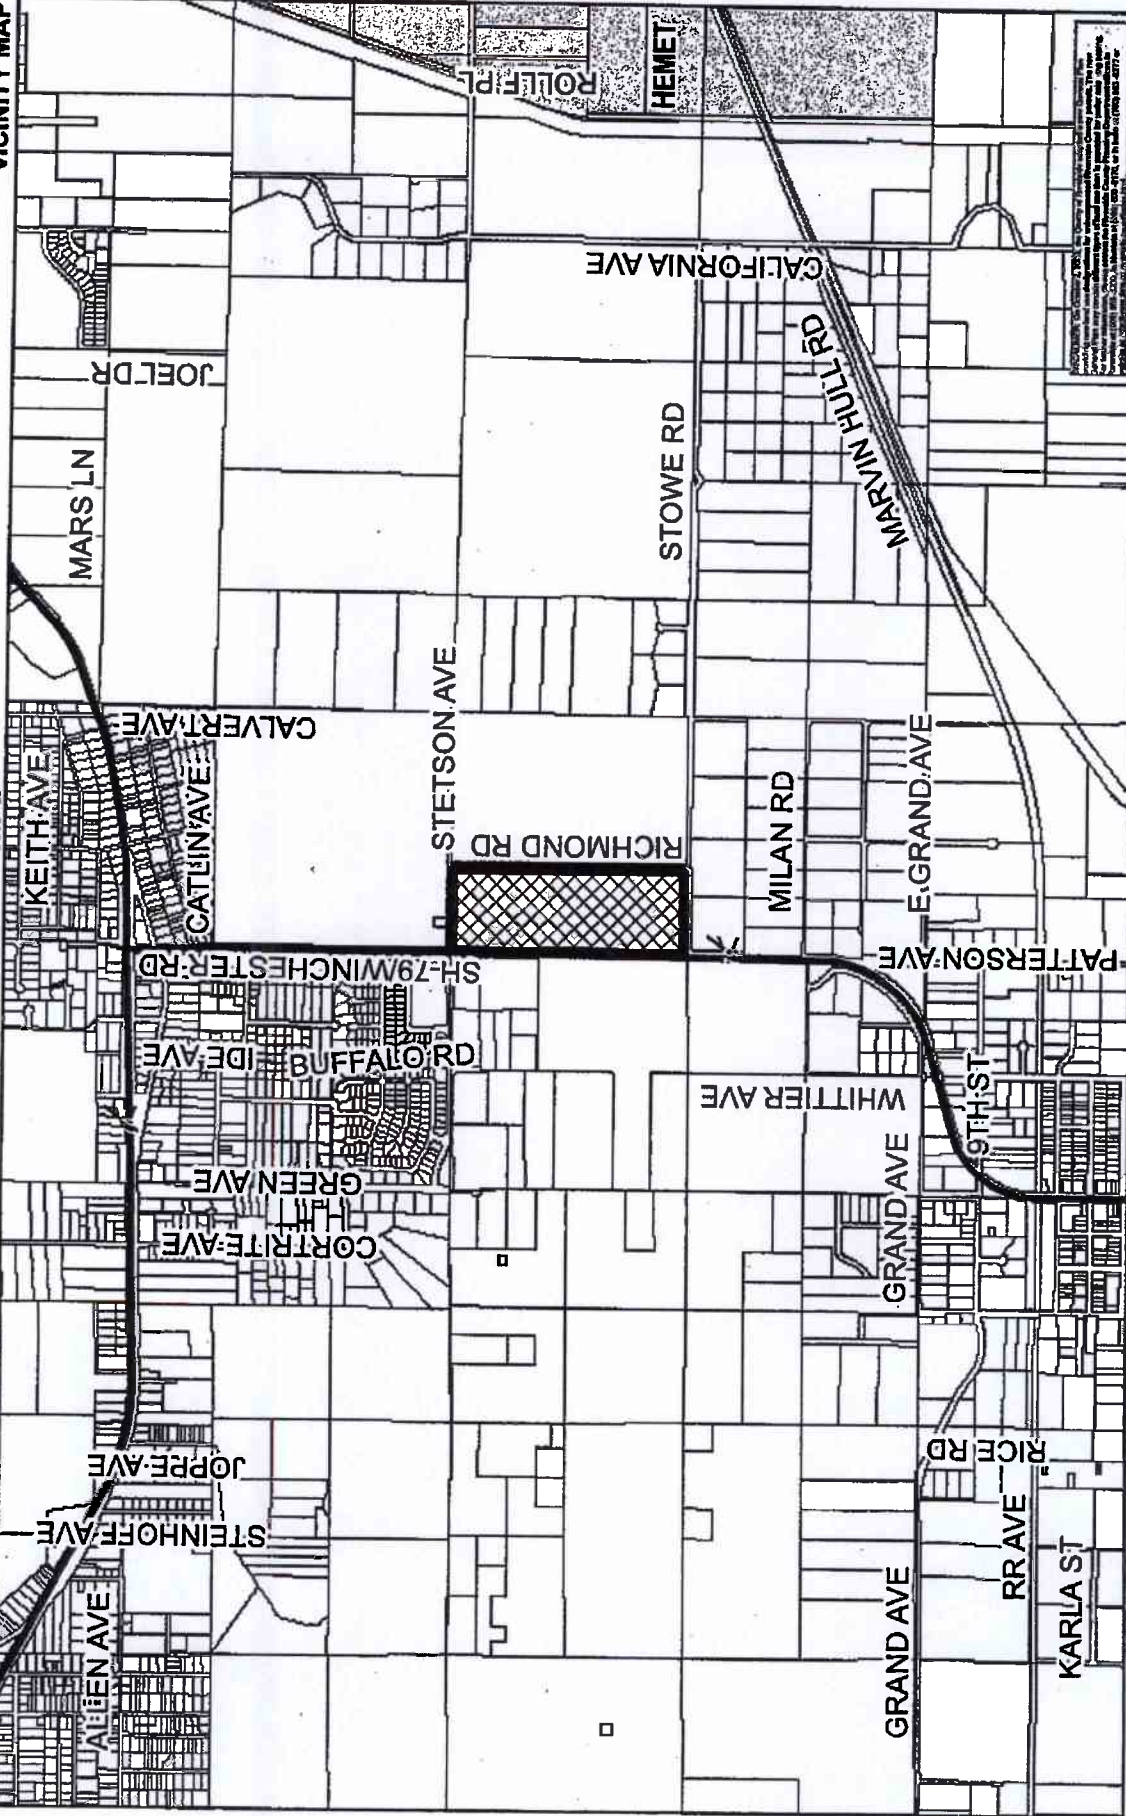 VICINITY MAP
ALLEN AVE
STEINHOFF AVE
JOPRE AVE
CORTRITE AVE
GREEN AVE
IDE AVE
BUFFALO RD
SH-79/WINCHESTER RD
KEITH AVE
CATLIN AVE
CALVERT AVE
MARS LN
JOEL DR
ROLLF PL
HEMET
STETSON AVE
RICHMOND RD
STOWE RD
CALIFORNIA AVE
MARVIN HULL RD
MILAN RD
E GRAND AVE
PATTERSON AVE
WHITTIER AVE
9TH ST
GRAND AVE
RICE RD
RR AVE
GRAND AVE
KARLA ST